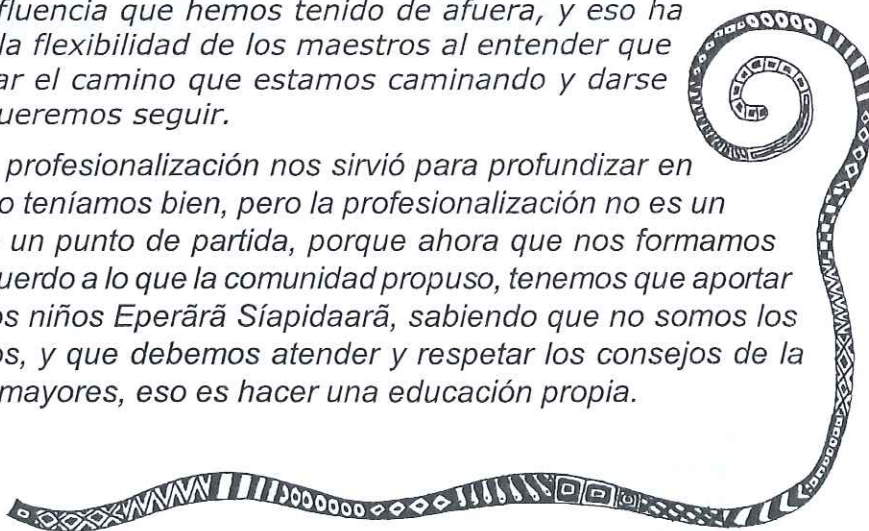 fluencia que hemos tenido de afuera, y eso ha
la flexibilidad de los maestros al entender que
ar el camino que estamos caminando y darse
ueremos seguir.
profesionalización nos sirvió para profundizar en
o teníamos bien, pero la profesionalización no es un
un punto de partida, porque ahora que nos formamos
uerdo a lo que la comunidad propuso, tenemos que aportar
os niños Eperãrã Síapidaarã, sabiendo que no somos los
os, y que debemos atender y respetar los consejos de la
mayores, eso es hacer una educación propia.